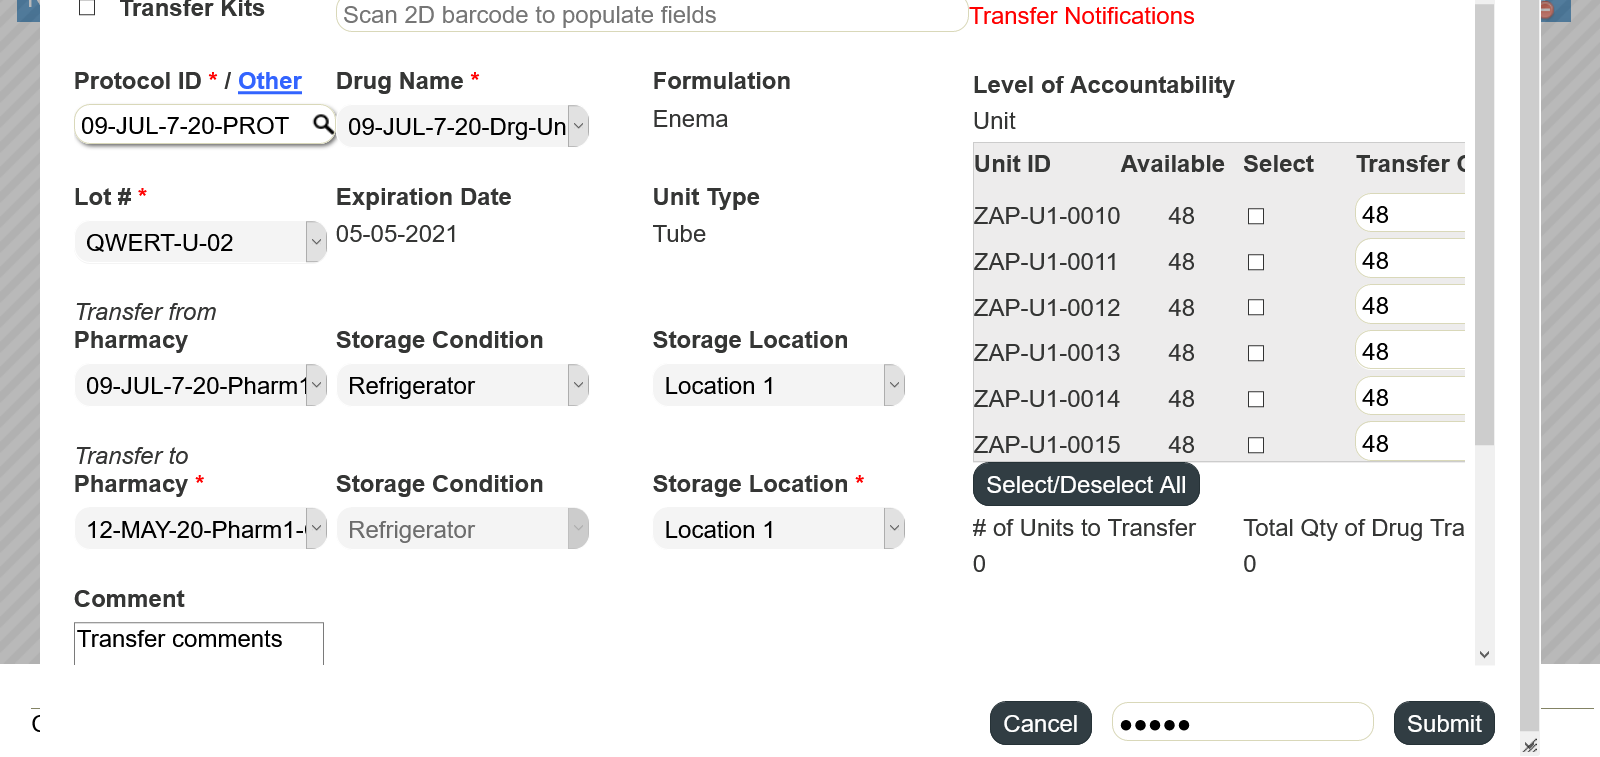 Transfer Kits
Scan 2D barcode to populate fields
Transfer Notifications
Protocol ID * / Other
Drug Name *
Formulation
09-JUL-7-20-PROT
09-JUL-7-20-Drg-Un
Enema
Lot # *
Expiration Date
Unit Type
QWERT-U-02
05-05-2021
Tube
Transfer from
Pharmacy
Storage Condition
Storage Location
09-JUL-7-20-Pharm1
Refrigerator
Location 1
Transfer to
Pharmacy *
Storage Condition
Storage Location *
12-MAY-20-Pharm1-
Refrigerator
Location 1
Comment
Transfer comments
Level of Accountability
Unit
Unit ID Available Select Transfer
ZAP-U1-0010 48 48
ZAP-U1-0011 48 48
ZAP-U1-0012 48 48
ZAP-U1-0013 48 48
ZAP-U1-0014 48 48
ZAP-U1-0015 48 48
Select/Deselect All
# of Units to Transfer
Total Qty of Drug Tra
0
0
Cancel
Submit